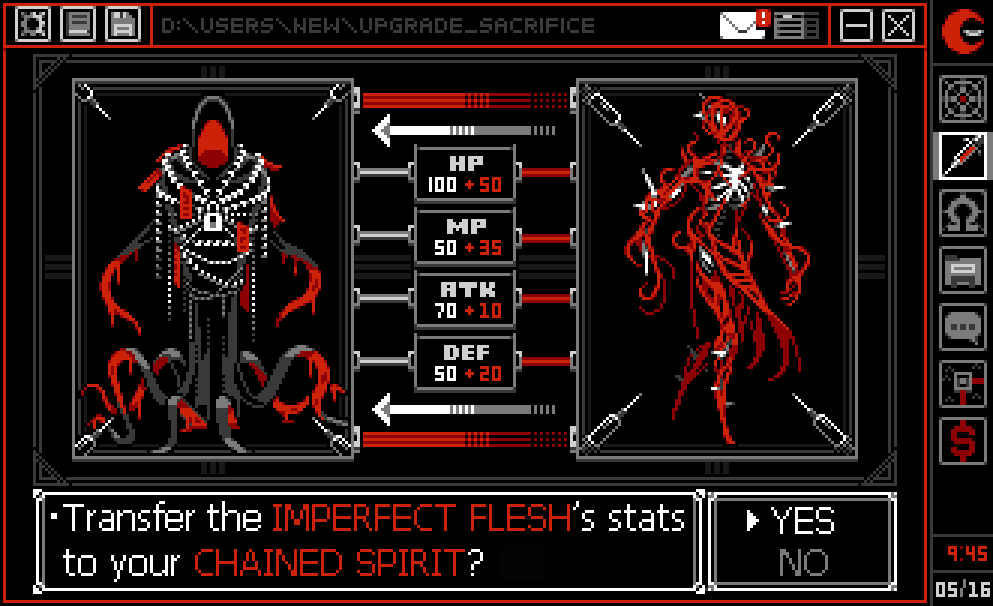 D:\USERS\NEW\UPGRADE_SACRIFICE
HP
100 +50
MP
50 +35
ATK
70 +10
DEF
50 +20
·Transfer the IMPERFECT FLESH's stats
to your CHAINED SPIRIT?
YES
NO
Ω
$
9:45
05/16